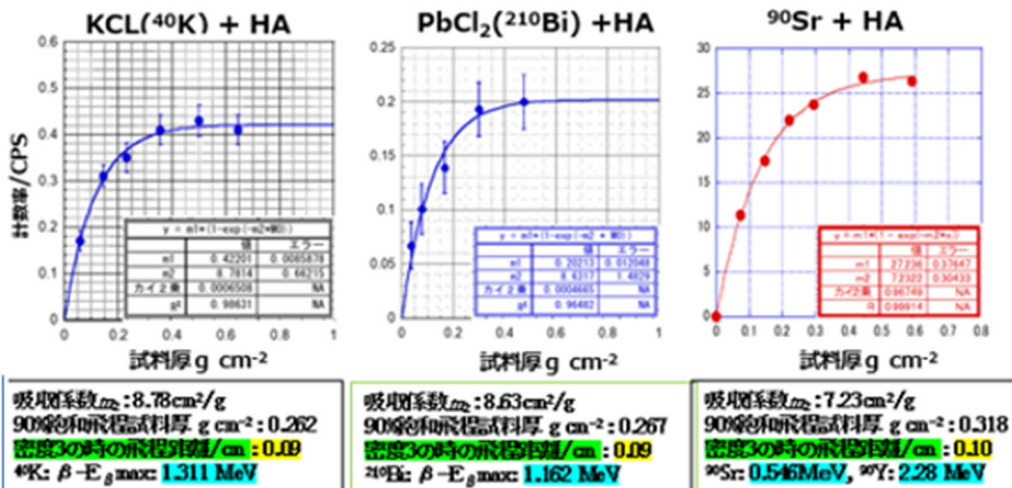 KCL(⁴⁰K) + HA
計数率/CPS
0.6
0.5
0.4
0.3
0.2
0.1
0
y = m1*(1-exp(-m2*M0))
値 エラー
m1 0.42201 0.0085878
m2 8.7814 0.66215
カイ2乗 0.0006508 NA
0.98631 NA
0 0.2 0.4 0.6 0.8 1
試料厚g cm⁻²
吸収係数m₂:8.78cm²/g
90%飽和飛程試料厚 g cm⁻²:0.262
密度3の時の飛程距離/cm :0.09
⁴⁰K: β-Eᵦmax: 1.311 MeV
PbCl₂(²¹⁰Bi) +HA
0.25
0.2
0.15
0.1
0.05
0
y = m1*(1-exp(-m2 * M0))
値 エラー
m1 0.20213 0.012048
m2 8.6317 1.4829
カイ2乗 0.0004665 NA
0.96482 NA
0 0.2 0.4 0.6 0.8 1
試料厚g cm⁻²
吸収係数m₂:8.63cm²/g
90%飽和飛程試料厚 g cm⁻²:0.267
密度3の時の飛程距離/cm :0.09
²¹⁰Bi: β-Eᵦmax: 1.162 MeV
⁹⁰Sr + HA
30
25
20
15
10
5
0
y=m1*(1 - exp(-m2*x))
値 エラー
m1 27.236 0.37647
m2 7.2322 0.30433
カイ2乗 0.96748 NA
R 0.99914 NA
0 0.1 0.2 0.3 0.4 0.5 0.6 0.7 0.8
試料厚g cm⁻²
吸収係数m₂:7.23cm²/g
90%飽和飛程試料厚 g cm⁻²:0.318
密度3の時の飛程距離/cm :0.10
⁹⁰Sr: 0.546MeV, ⁹⁰Y: 2.28 MeV